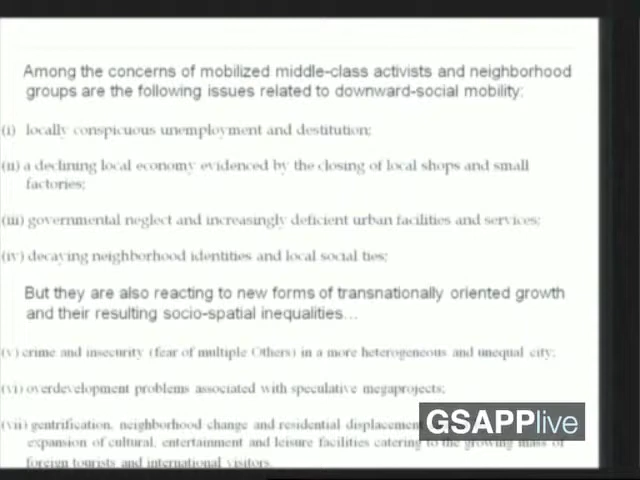 Among the concerns of mobilized middle-class activists and neighborhood
groups are the following issues related to downward-social mobility:
(i) locally conspicuous unemployment and destitution;
(ii) a declining local economy evidenced by the closing of local shops and small
factories;
(iii) governmental neglect and increasingly deficient urban facilities and services;
(iv) decaying neighborhood identities and local social ties;
But they are also reacting to new forms of transnationally oriented growth
and their resulting socio-spatial inequalities…
(v) crime and insecurity (fear of multiple Others) in a more heterogeneous and unequal city;
(vi) overdevelopment problems associated with speculative megaprojects;
(vii) gentrification, neighborhood change and residential displacement
expansion of cultural, entertainment and leisure facilities catering to the growing mass of
foreign tourists and international visitors.
GSAPPlive